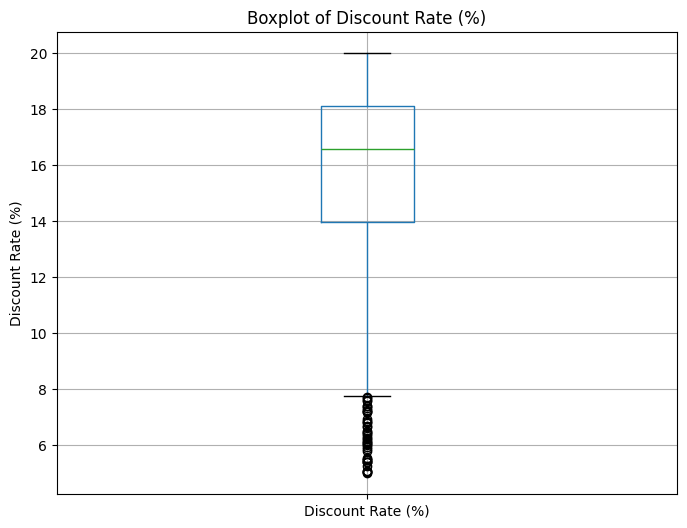 Boxplot of Discount Rate (%)
Discount Rate (%)
20
18
16
14
12
10
8
6
Discount Rate (%)